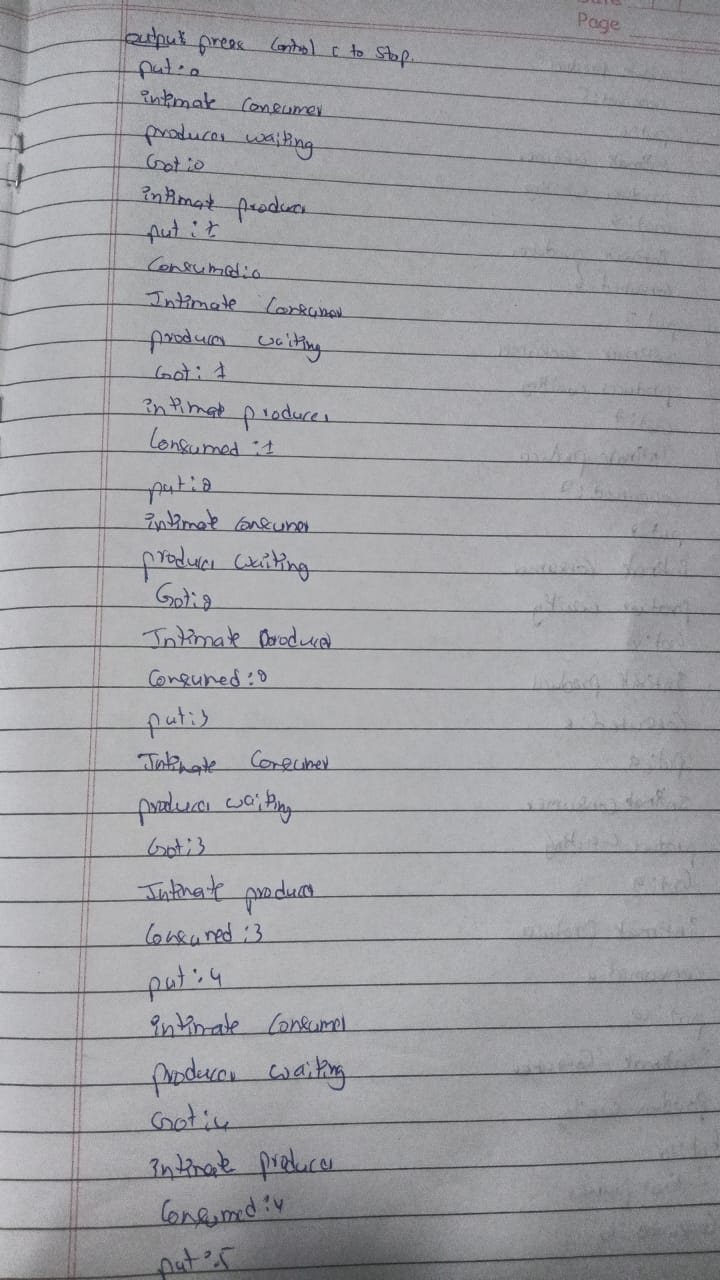 Page
output press Control c to stop.
put:0
intimate Consumer
producer waiting
Got:0
intimate producer
put:1
Consumed:0
Intimate Consumer
producer waiting
Got:1
intimate producer
Consumed:1
put:2
intimate consumer
producer waiting
Got:2
Intimate producer
Consumed:2
put:3
Intimate Consumer
producer waiting
Got:3
Intimate producer
Consumed:3
put:4
intimate Consumer
producer waiting
Got:4
intimate producer
Consumed:4
put:5